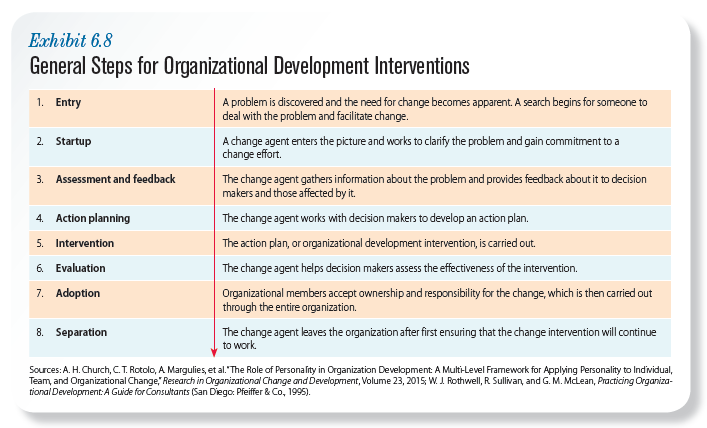 Exhibit 6.8
General Steps for Organizational Development Interventions
1. Entry A problem is discovered and the need for change becomes apparent. A search begins for someone to
deal with the problem and facilitate change.
2. Startup A change agent enters the picture and works to clarify the problem and gain commitment to a
change effort.
3. Assessment and feedback The change agent gathers information about the problem and provides feedback about it to decision
makers and those affected by it.
4. Action planning The change agent works with decision makers to develop an action plan.
5. Intervention The action plan, or organizational development intervention, is carried out.
6. Evaluation The change agent helps decision makers assess the effectiveness of the intervention.
7. Adoption Organizational members accept ownership and responsibility for the change, which is then carried out
through the entire organization.
8. Separation The change agent leaves the organization after first ensuring that the change intervention will continue
to work.
Sources: A. H. Church, C. T. Rotolo, A. Margulies, et al. "The Role of Personality in Organization Development: A Multi-Level Framework for Applying Personality to Individual,
Team, and Organizational Change," Research in Organizational Change and Development, Volume 23, 2015; W. J. Rothwell, R. Sullivan, and G. M. McLean, Practicing Organiza-
tional Development: A Guide for Consultants (San Diego: Pfeiffer & Co., 1995).